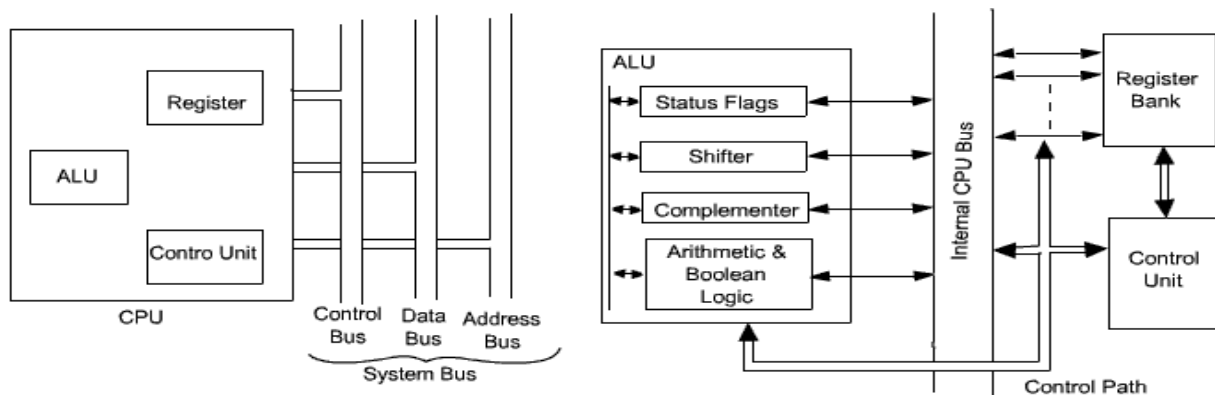 Register
ALU
Contro Unit
CPU
Control
Bus
Data
Bus
Address
Bus
System Bus
ALU
Status Flags
Shifter
Complementer
Arithmetic &
Boolean
Logic
Internal CPU Bus
Register
Bank
Control
Unit
Control Path